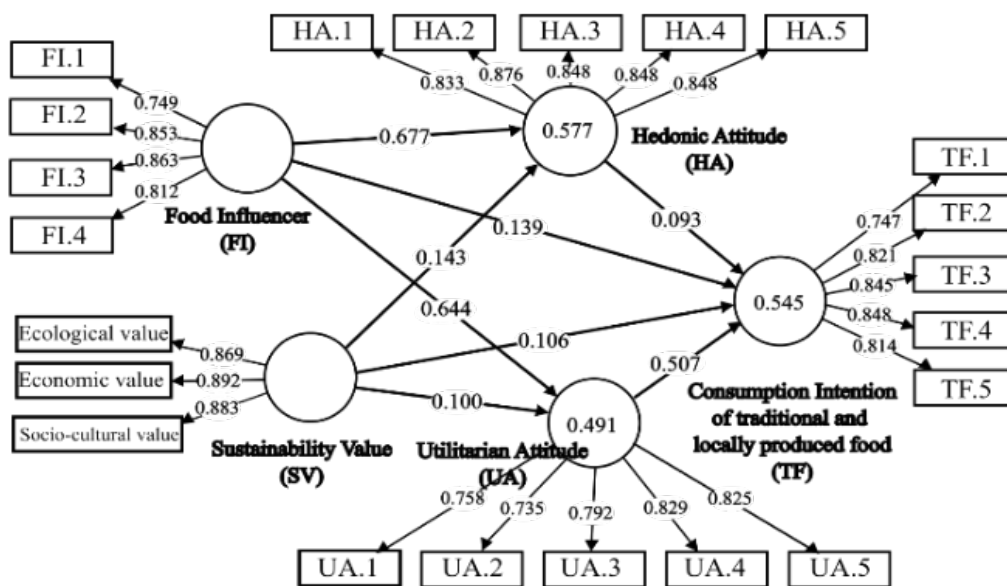 HA.1
HA.2
HA.3
HA.4
HA.5
FI.1
FI.2
FI.3
FI.4
0.749
0.853
0.863
0.812
0.833
0.876
0.848
0.848
0.848
0.577
Hedonic Attitude
(HA)
0.677
Food Influencer
(FI)
0.139
0.143
0.093
0.644
TF.1
TF.2
TF.3
TF.4
TF.5
0.747
0.821
0.845
0.848
0.814
0.545
Consumption Intention
of traditional and
locally produced food
(TF)
Ecological value
Economic value
Socio-cultural value
0.869
0.892
0.883
Sustainability Value
(SV)
0.106
0.100
0.507
0.491
Utilitarian Attitude
(UA)
0.758
0.735
0.792
0.829
0.825
UA.1
UA.2
UA.3
UA.4
UA.5